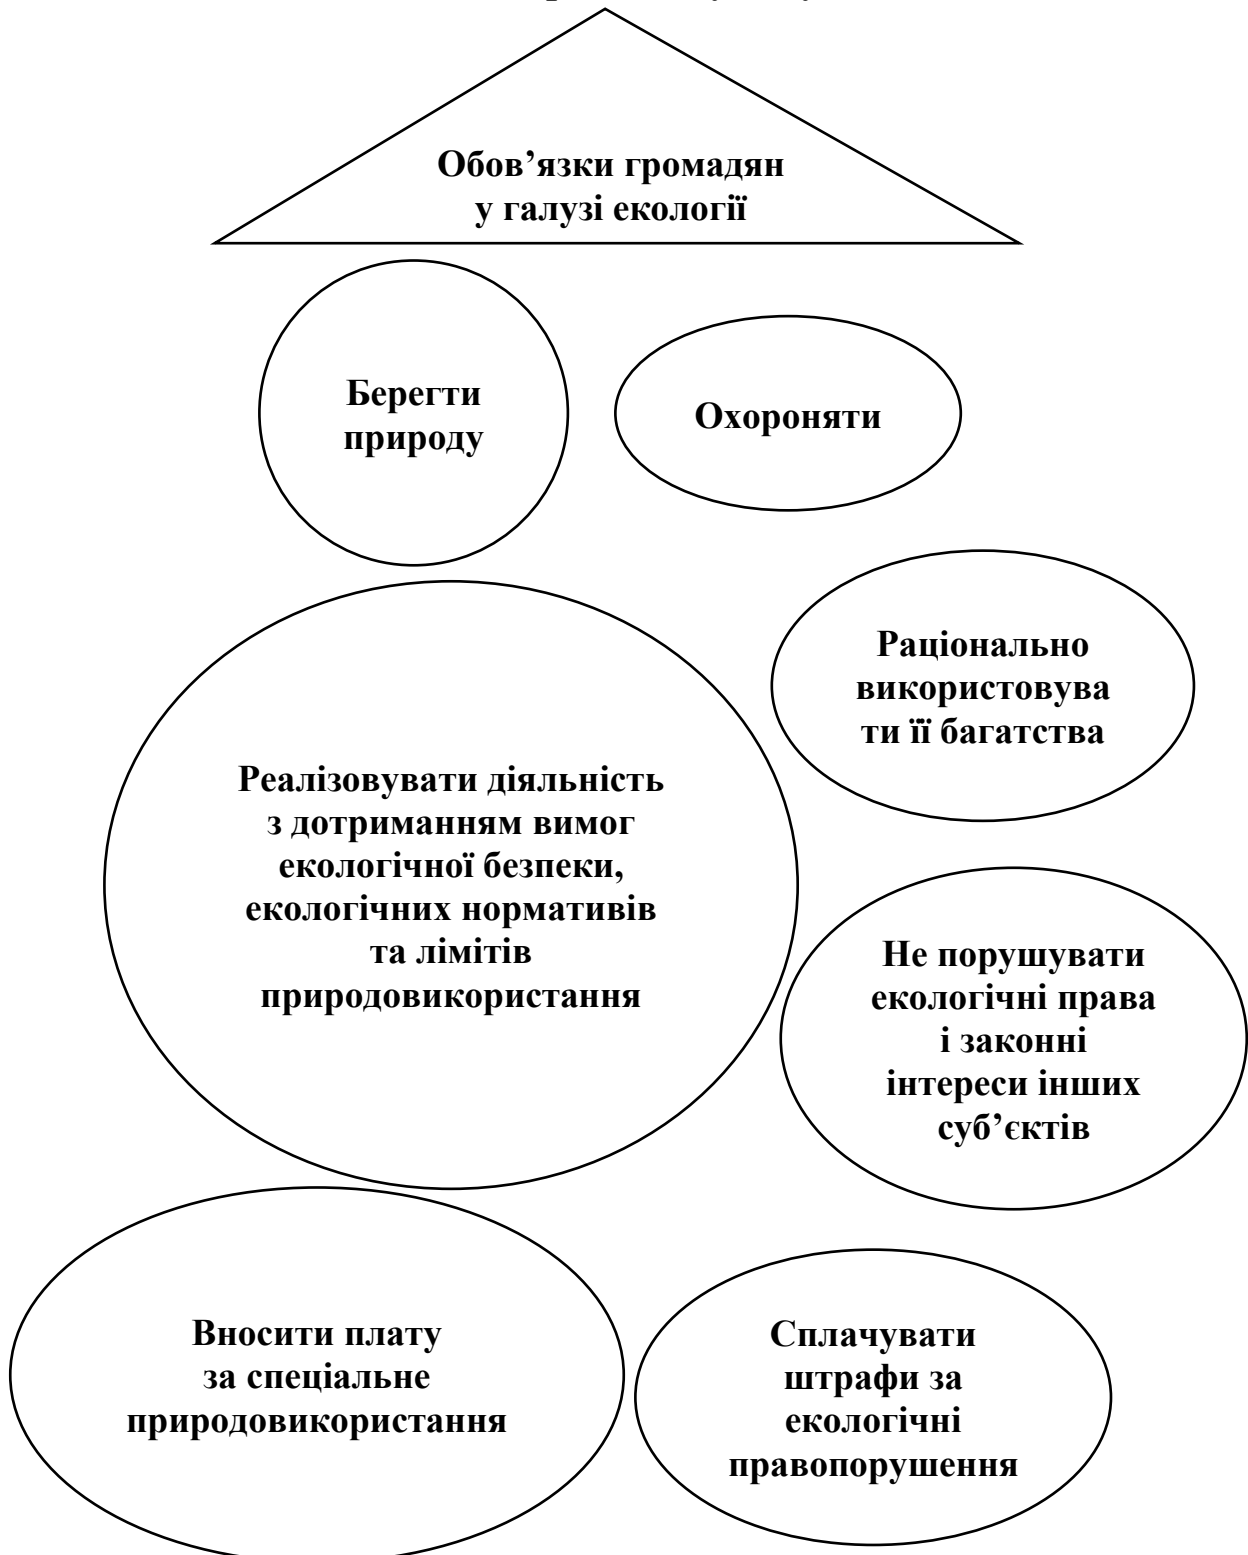 Обов’язки громадян
у галузі екології
Берегти
природу
Охороняти
Раціонально
використовува
ти її багатства
Реалізовувати діяльність
з дотриманням вимог
екологічної безпеки,
екологічних нормативів
та лімітів
природовикористання
Не порушувати
екологічні права
і законні
інтереси інших
суб’єктів
Вносити плату
за спеціальне
природовикористання
Сплачувати
штрафи за
екологічні
правопорушення